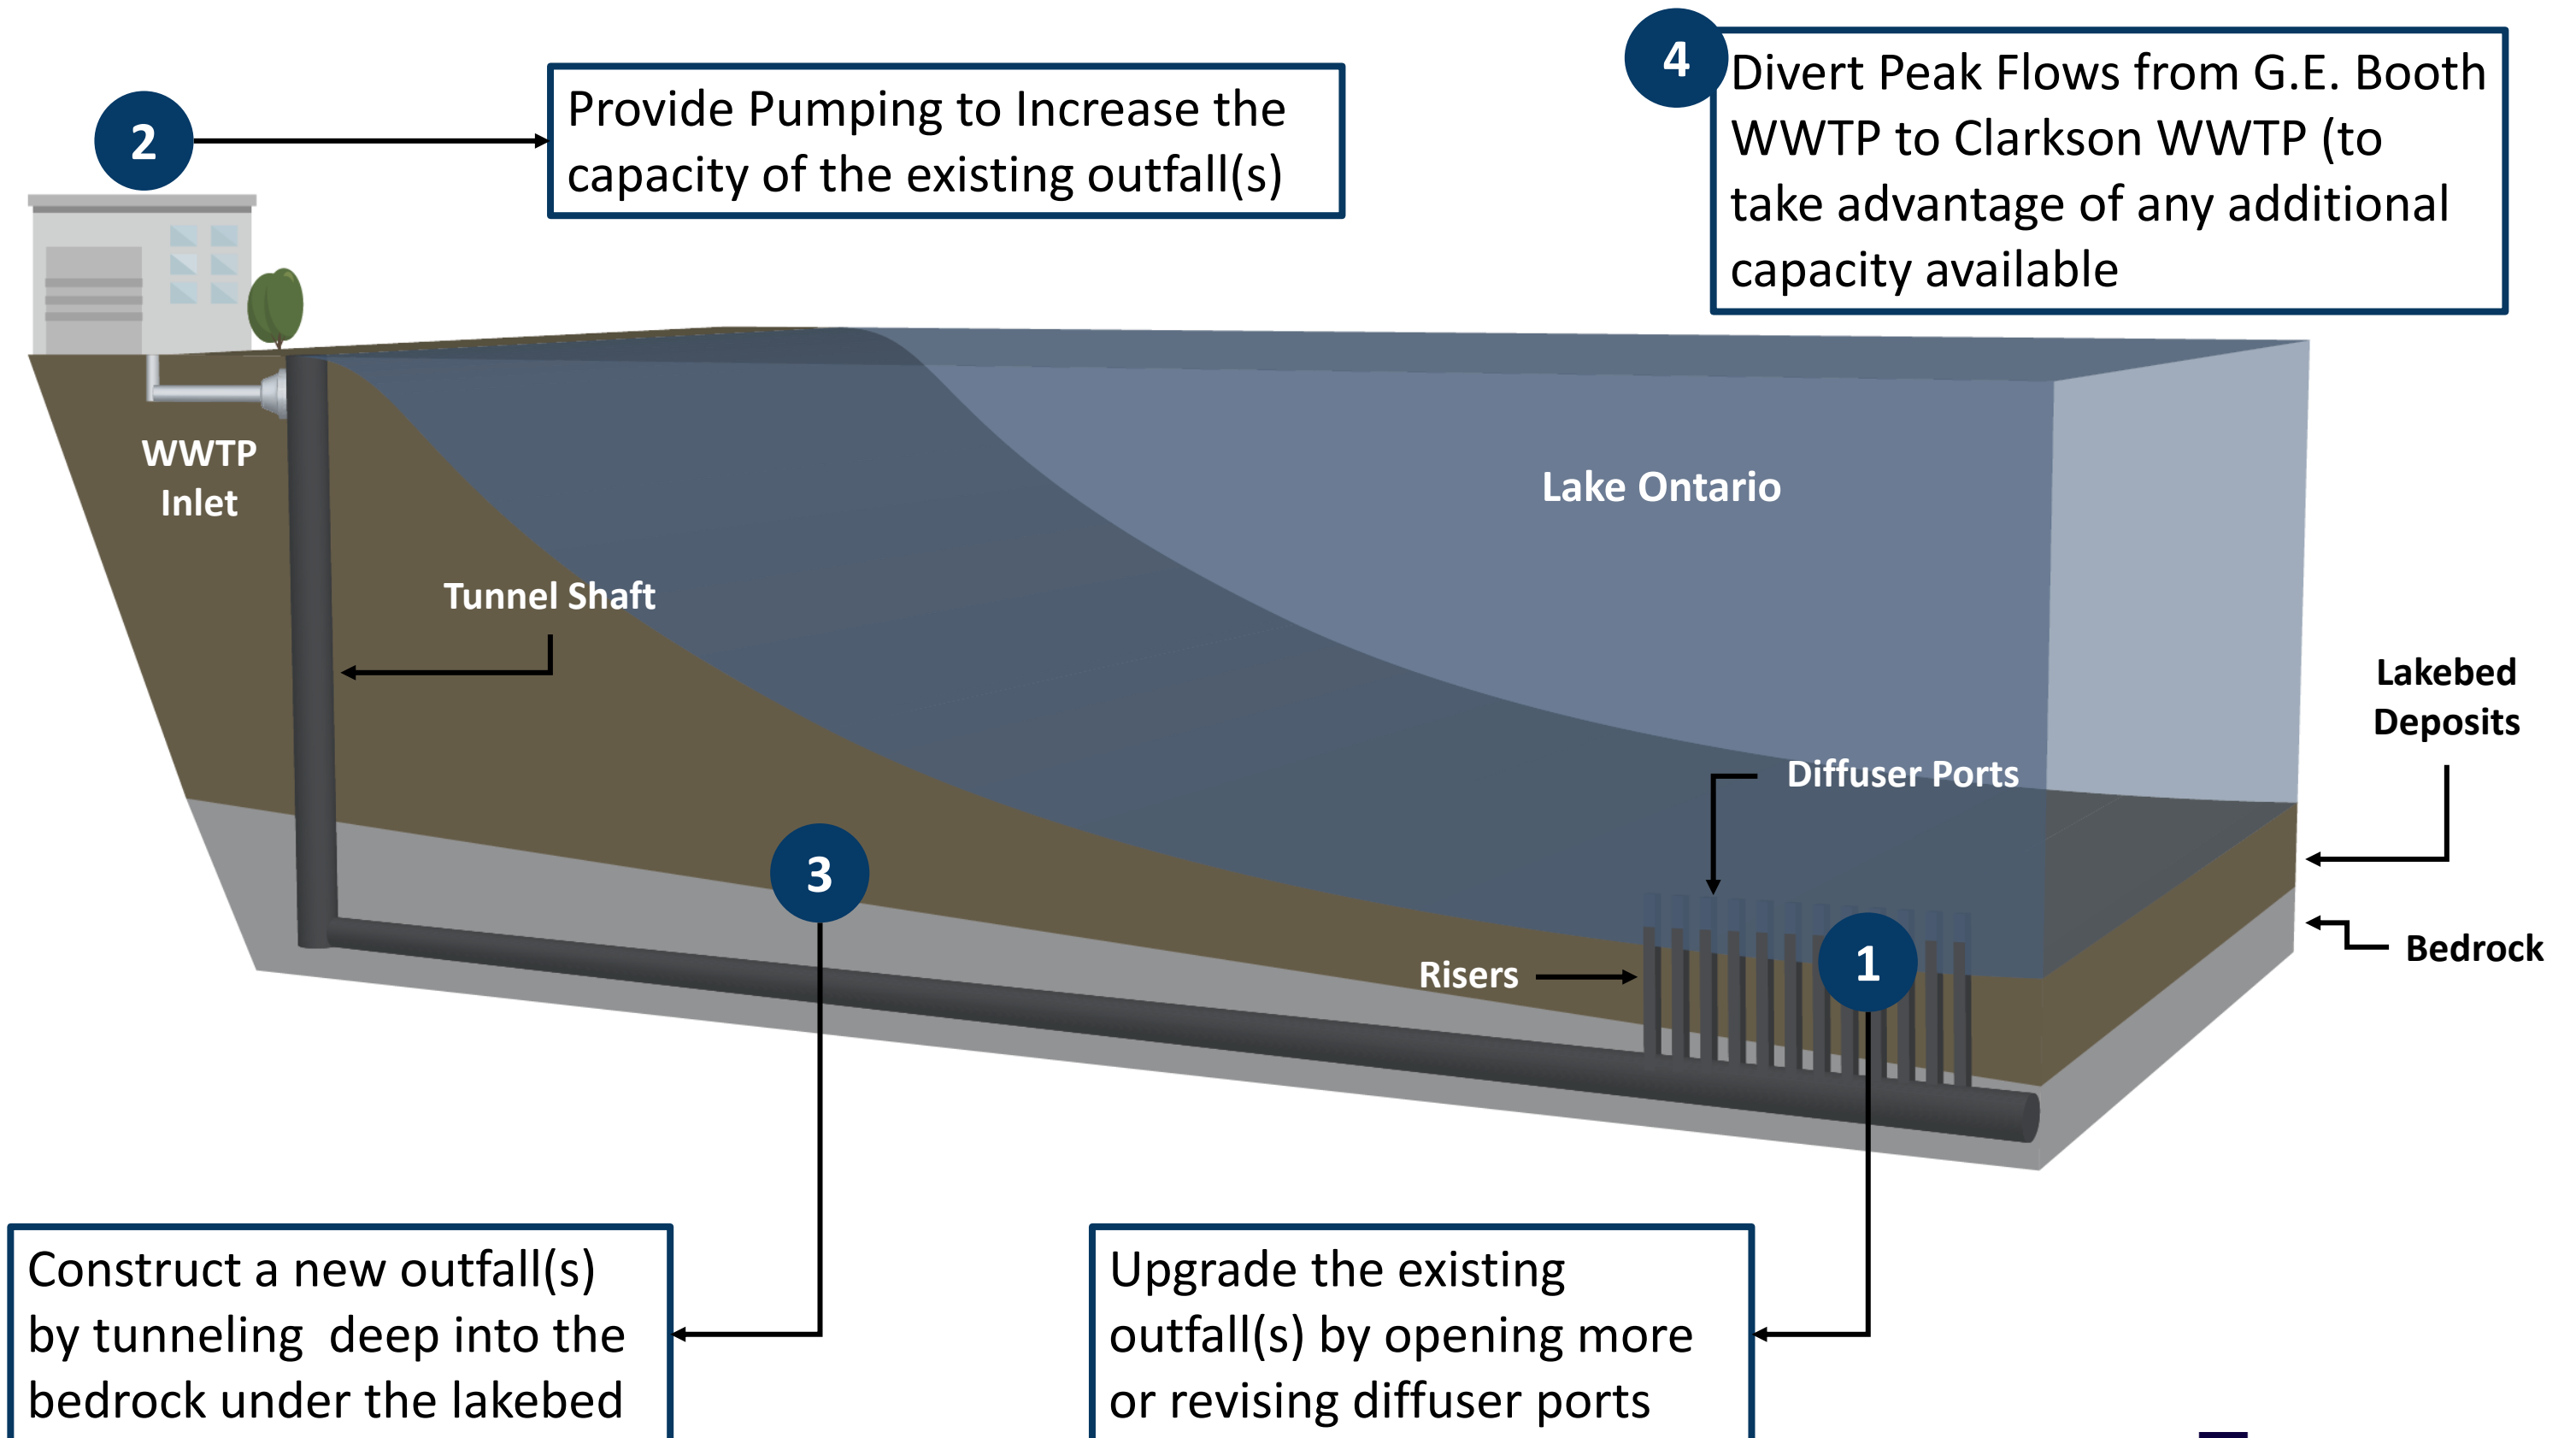 4
Divert Peak Flows from G.E. Booth
WWTP to Clarkson WWTP (to
take advantage of any additional
capacity available
2
Provide Pumping to Increase the
capacity of the existing outfall(s)
WWTP
Inlet
Lake Ontario
Tunnel Shaft
Lakebed
Deposits
Diffuser Ports
3
1
Risers
Bedrock
Construct a new outfall(s)
by tunneling  deep into the
bedrock under the lakebed
Upgrade the existing
outfall(s) by opening more
or revising diffuser ports